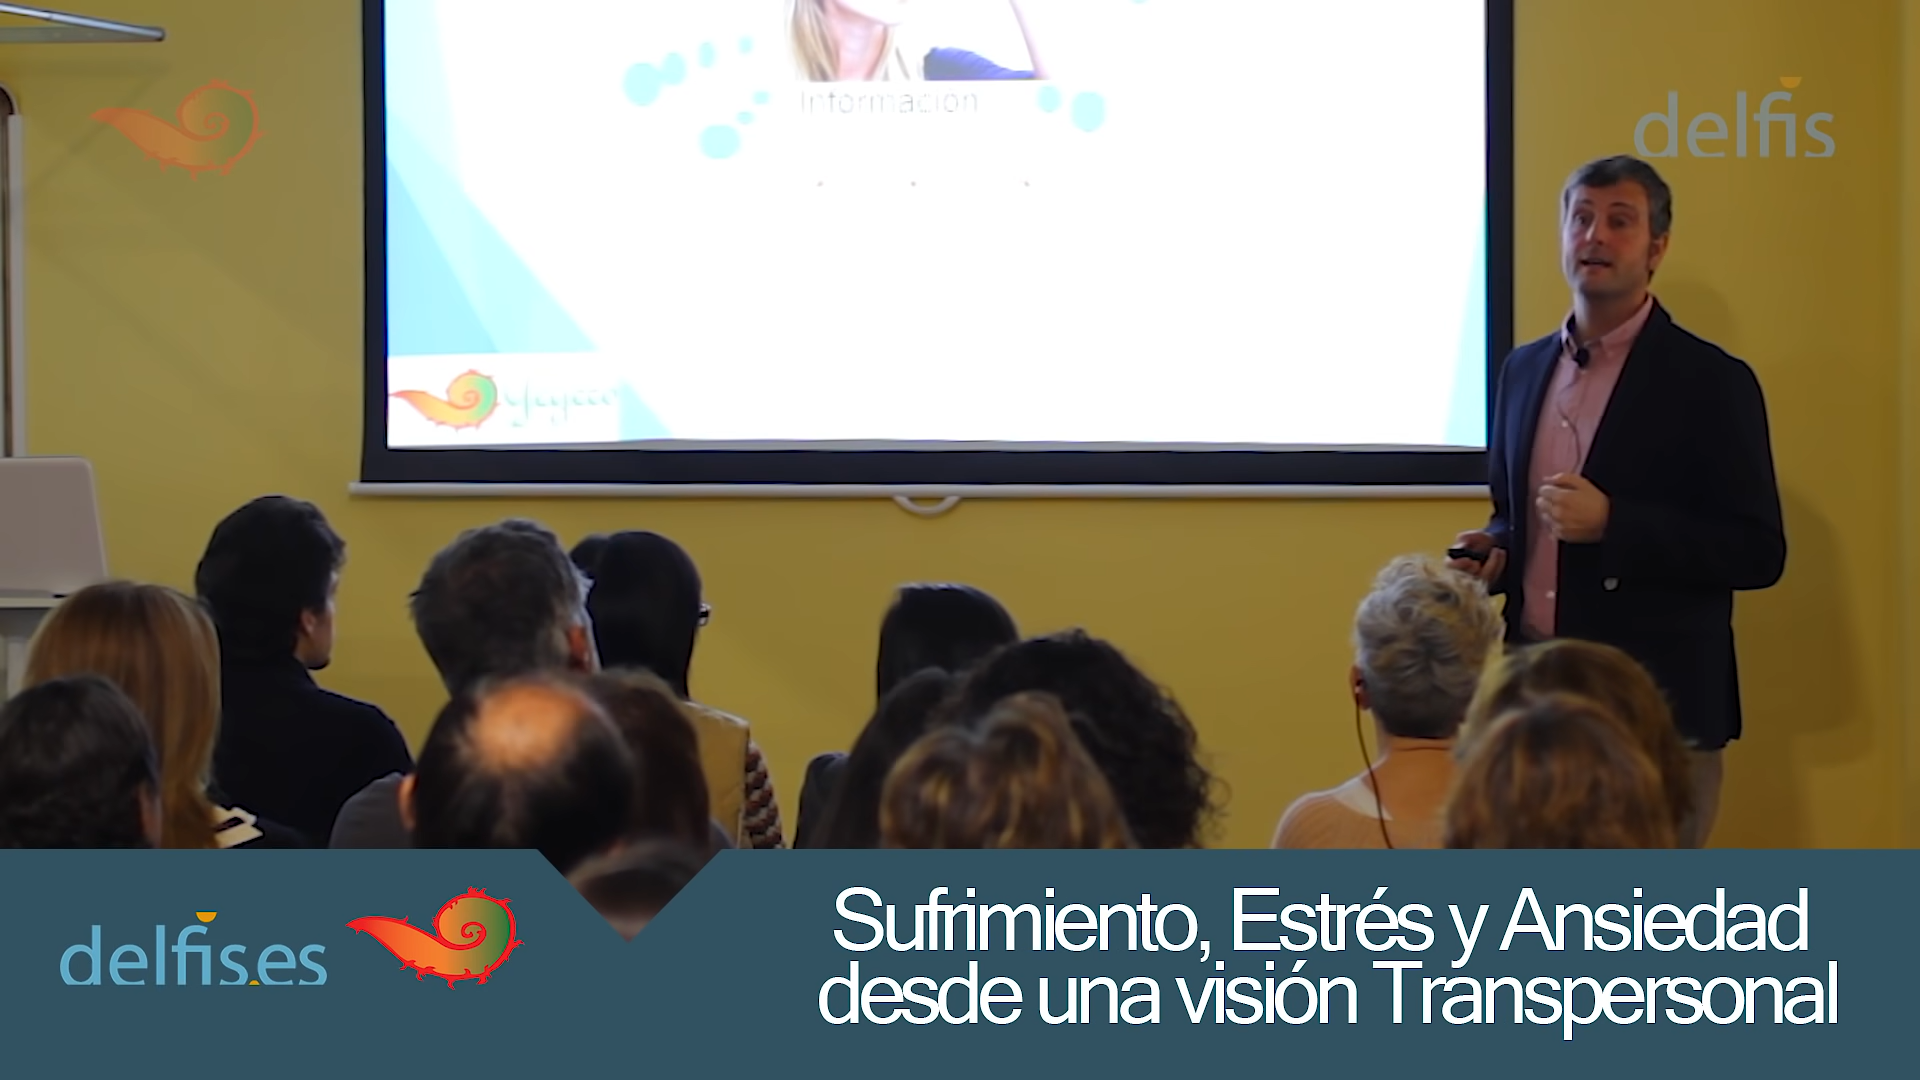 Información
delfis
delfis.es
Sufrimiento, Estrés y Ansiedad
desde una visión Transpersonal